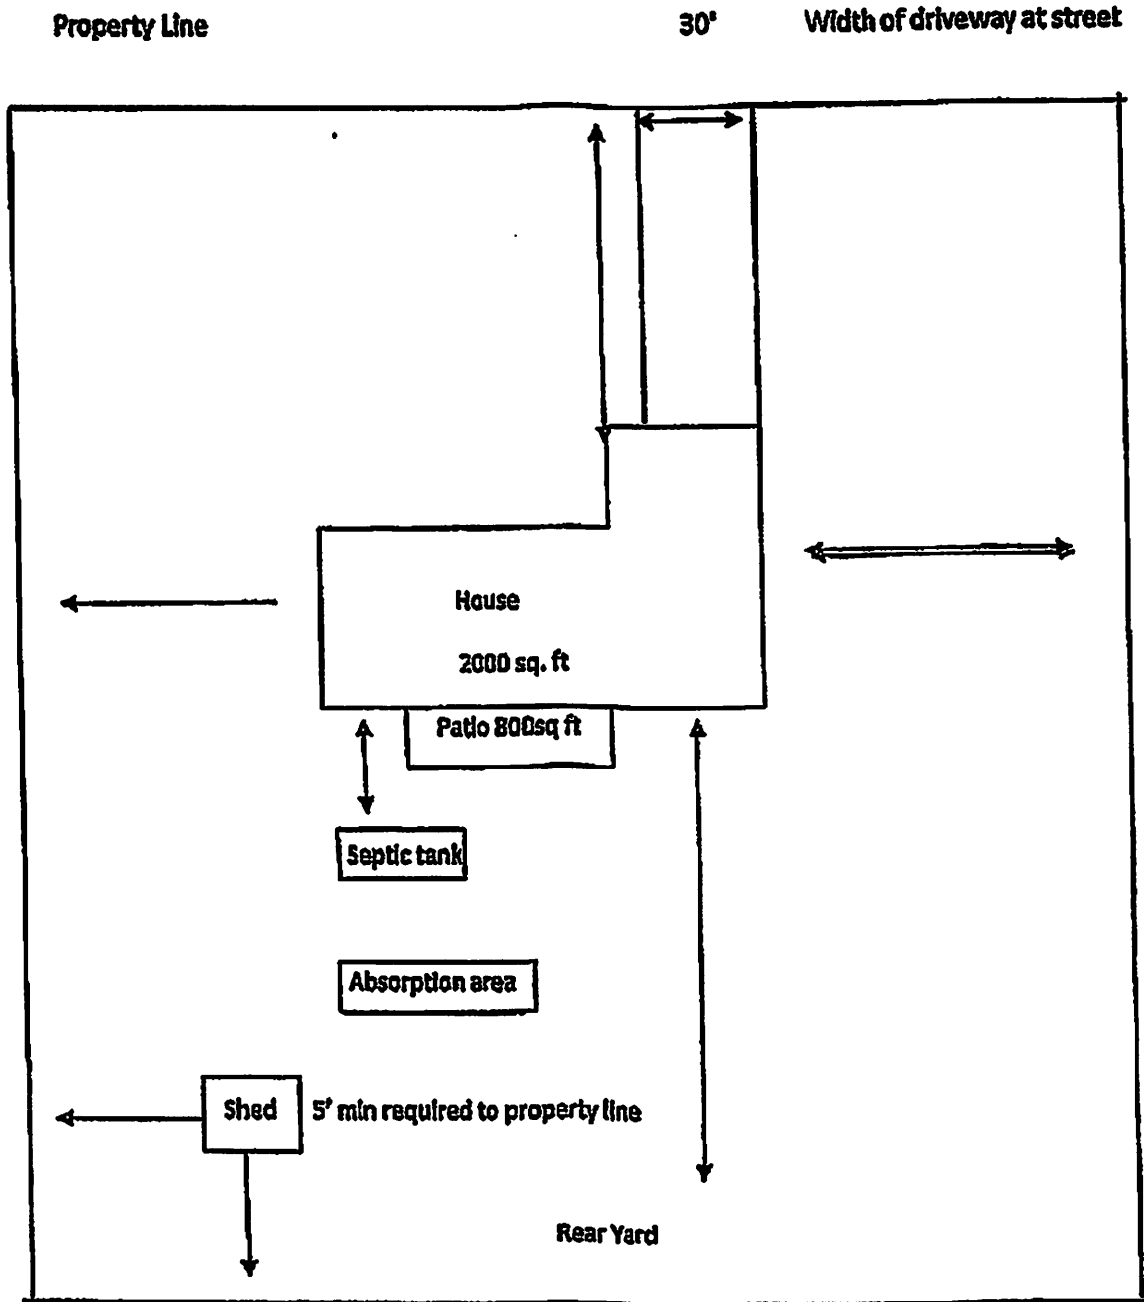 Property Line
30'
Width of driveway at street
House
2000 sq. ft
Patio 800sq ft
Septic tank
Absorption area
Shed
5' min required to property line
Rear Yard